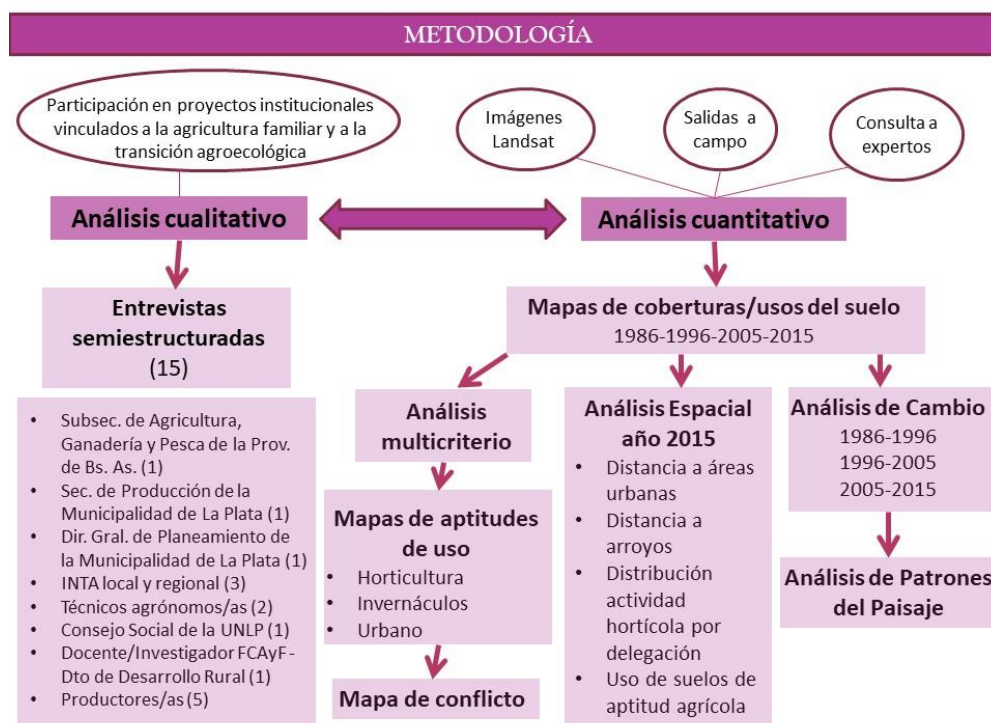 METODOLOGÍA
Participación en proyectos institucionales
vinculados a la agricultura familiar y a la
transición agroecológica
Imágenes
Landsat
Salidas a
campo
Consulta a
expertos
Análisis cualitativo
Análisis cuantitativo
Entrevistas
semiestructuradas
(15)
• Subsec. de Agricultura,
Ganadería y Pesca de la Prov.
de Bs. As. (1)
• Sec. de Producción de la
Municipalidad de La Plata (1)
• Dir. Gral. de Planeamiento de
la Municipalidad de La Plata (1)
• INTA local y regional (3)
• Técnicos agrónomos/as (2)
• Consejo Social de la UNLP (1)
• Docente/Investigador FCAyF -
Dto de Desarrollo Rural (1)
• Productores/as (5)
Mapas de coberturas/usos del suelo
1986-1996-2005-2015
Análisis
multicriterio
Mapas de aptitudes
de uso
• Horticultura
• Invernáculos
• Urbano
Mapa de conflicto
Análisis Espacial
año 2015
• Distancia a áreas
urbanas
• Distancia a
arroyos
• Distribución
actividad
hortícola por
delegación
• Uso de suelos de
aptitud agrícola
Análisis de Cambio
1986-1996
1996-2005
2005-2015
Análisis de Patrones
del Paisaje